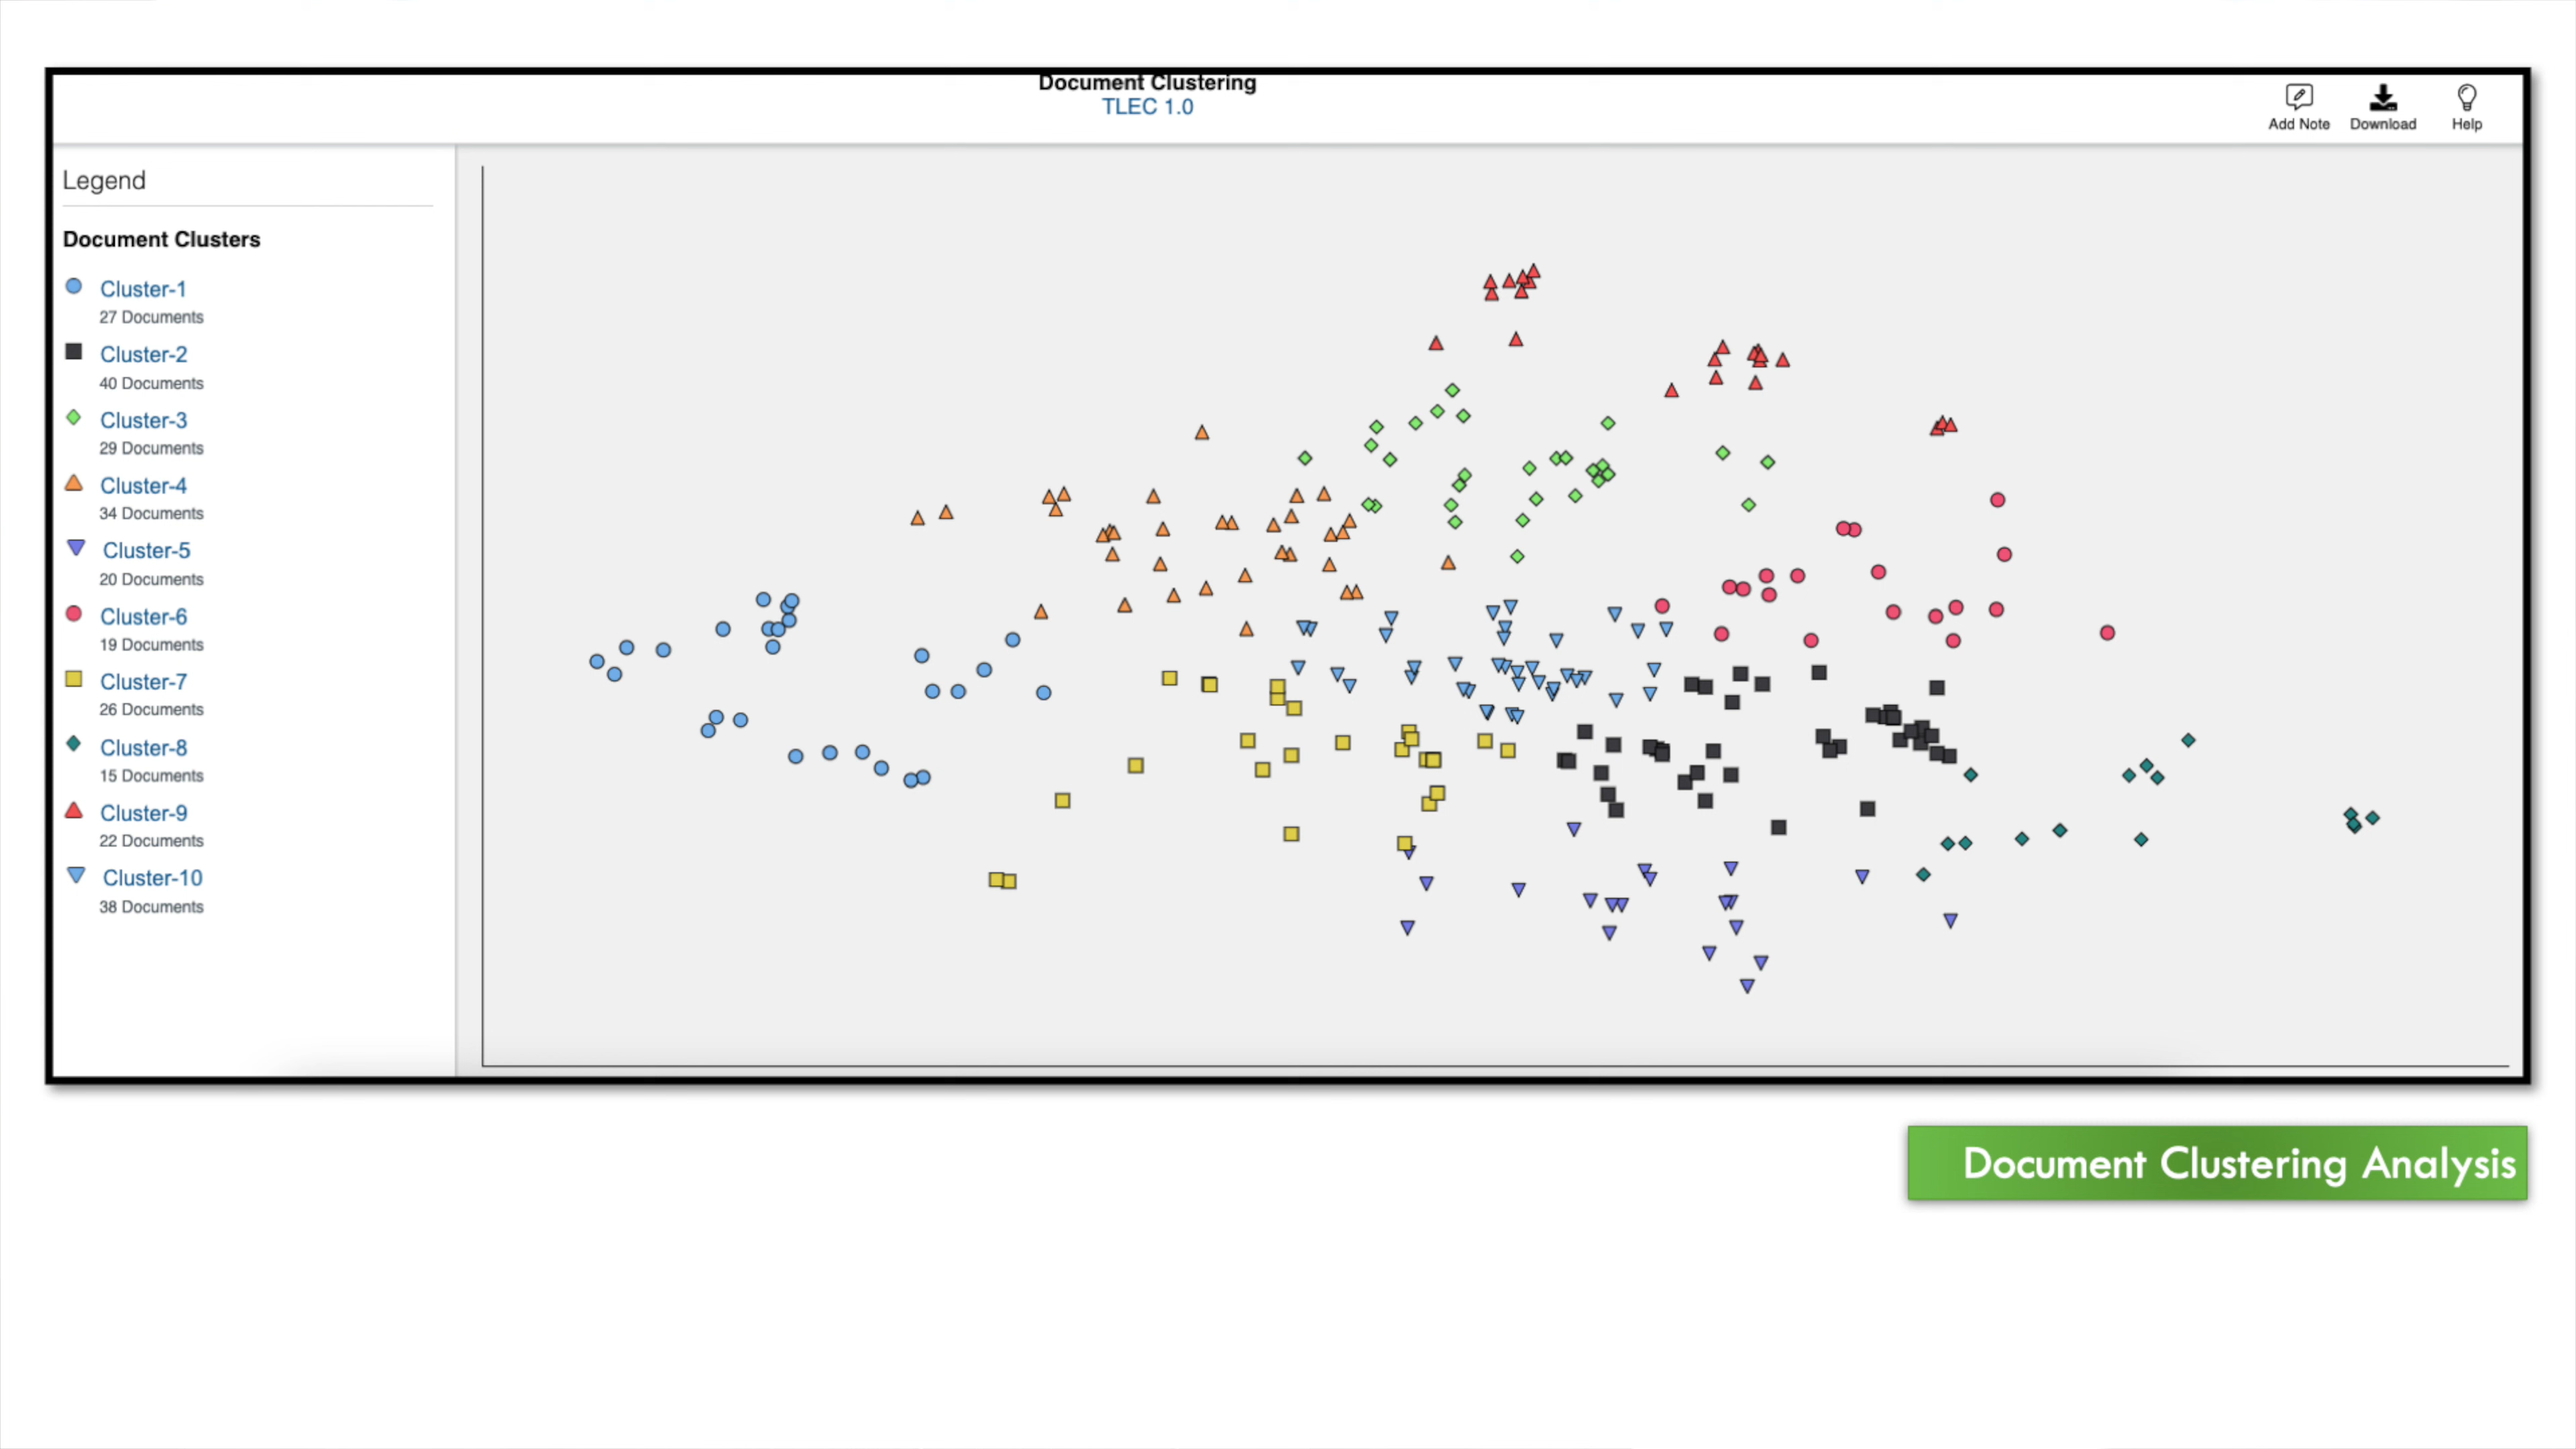 Document Clustering
TLEC 1.0
Add Note
Download
Help
Legend
Document Clusters
Cluster-1
27 Documents
Cluster-2
40 Documents
Cluster-3
29 Documents
Cluster-4
34 Documents
Cluster-5
20 Documents
Cluster-6
19 Documents
Cluster-7
26 Documents
Cluster-8
15 Documents
Cluster-9
22 Documents
Cluster-10
38 Documents
Document Clustering Analysis